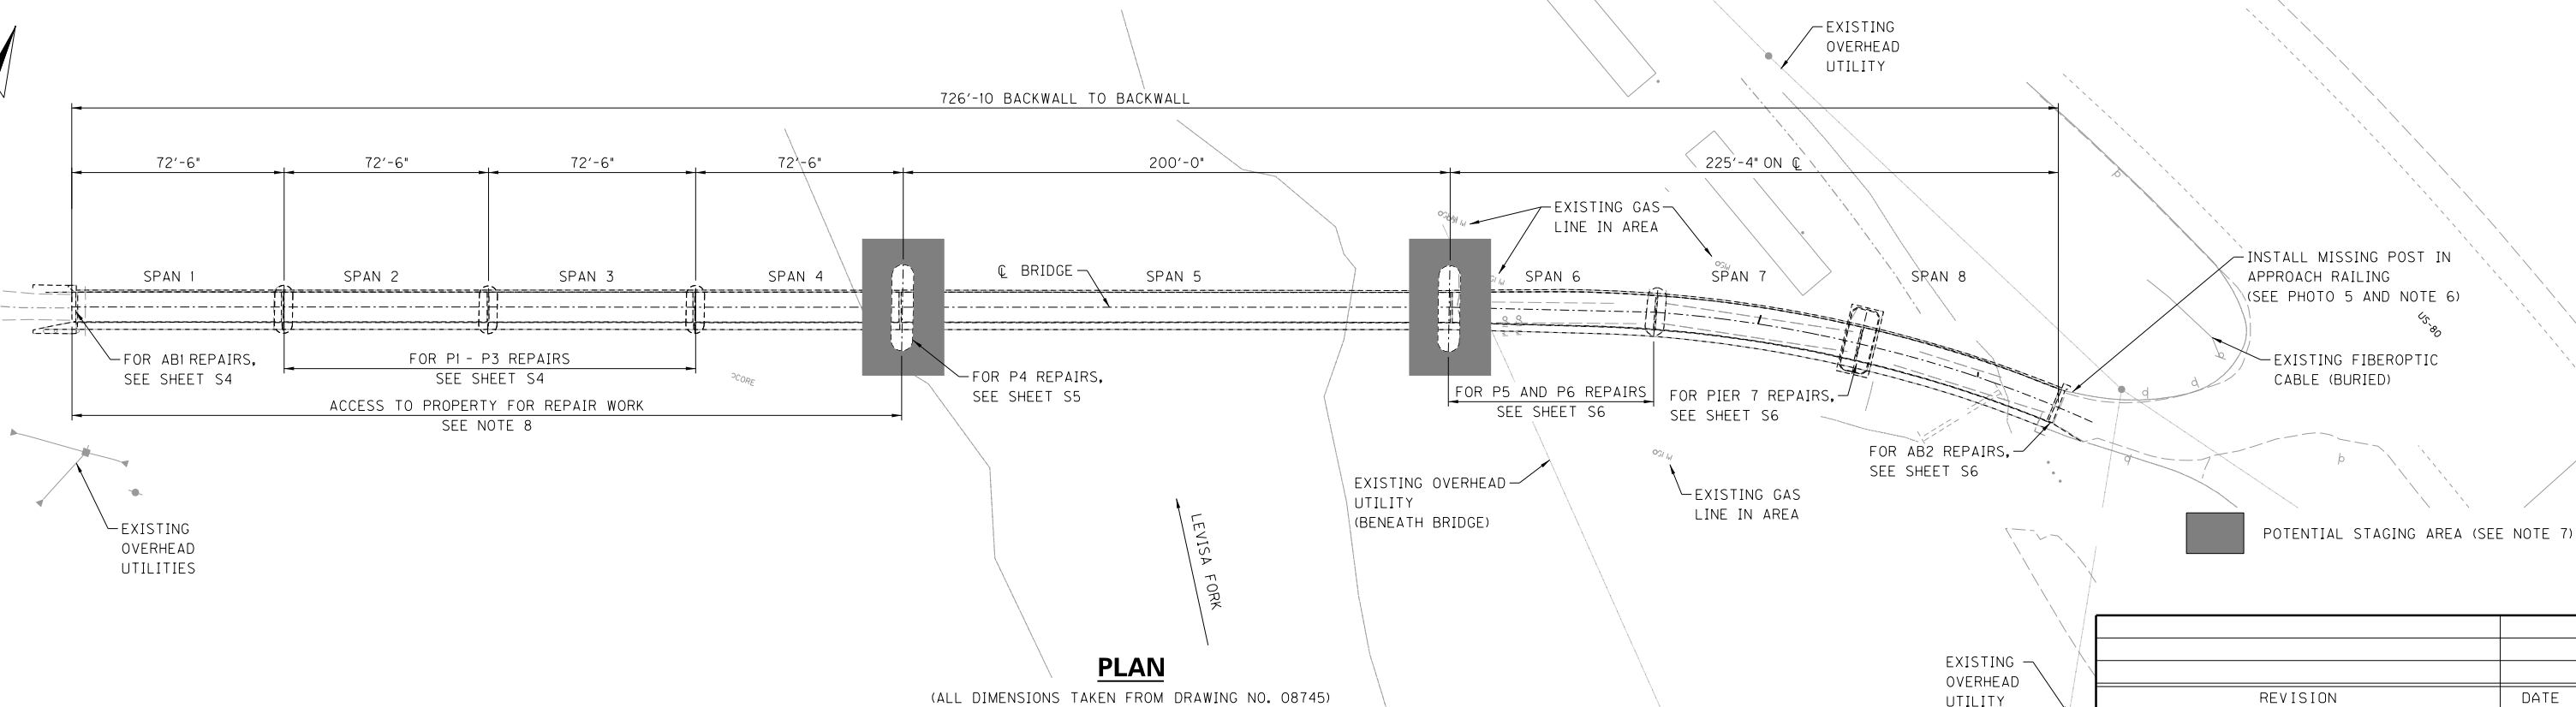 EXISTING
OVERHEAD
UTILITY
726'-10 BACKWALL TO BACKWALL
72'-6"
72'-6"
72'-6"
72'-6"
200'-0"
225'-4" ON ℄
EXISTING GAS
LINE IN AREA
SPAN 1
SPAN 2
SPAN 3
SPAN 4
℄ BRIDGE
SPAN 5
SPAN 6
SPAN 7
SPAN 8
INSTALL MISSING POST IN
APPROACH RAILING
(SEE PHOTO 5 AND NOTE 6)
US-80
FOR AB1 REPAIRS,
SEE SHEET S4
FOR P1 - P3 REPAIRS
SEE SHEET S4
FOR P4 REPAIRS,
SEE SHEET S5
EXISTING FIBEROPTIC
CABLE (BURIED)
FOR P5 AND P6 REPAIRS
SEE SHEET S6
FOR PIER 7 REPAIRS,
SEE SHEET S6
ACCESS TO PROPERTY FOR REPAIR WORK
SEE NOTE 8
FOR AB2 REPAIRS,
SEE SHEET S6
EXISTING OVERHEAD
UTILITY
(BENEATH BRIDGE)
EXISTING GAS
LINE IN AREA
EXISTING
OVERHEAD
UTILITIES
LEVISA FORK
POTENTIAL STAGING AREA (SEE NOTE 7)
PLAN
(ALL DIMENSIONS TAKEN FROM DRAWING NO. 08745)
EXISTING
OVERHEAD
UTILITY
REVISION
DATE